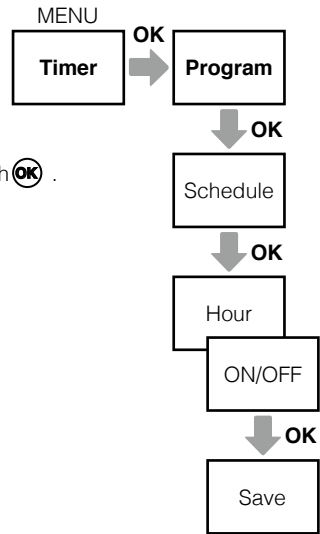 MENU
OK
Timer
Program
OK
h OK .
Schedule
OK
Hour
ON/OFF
OK
Save